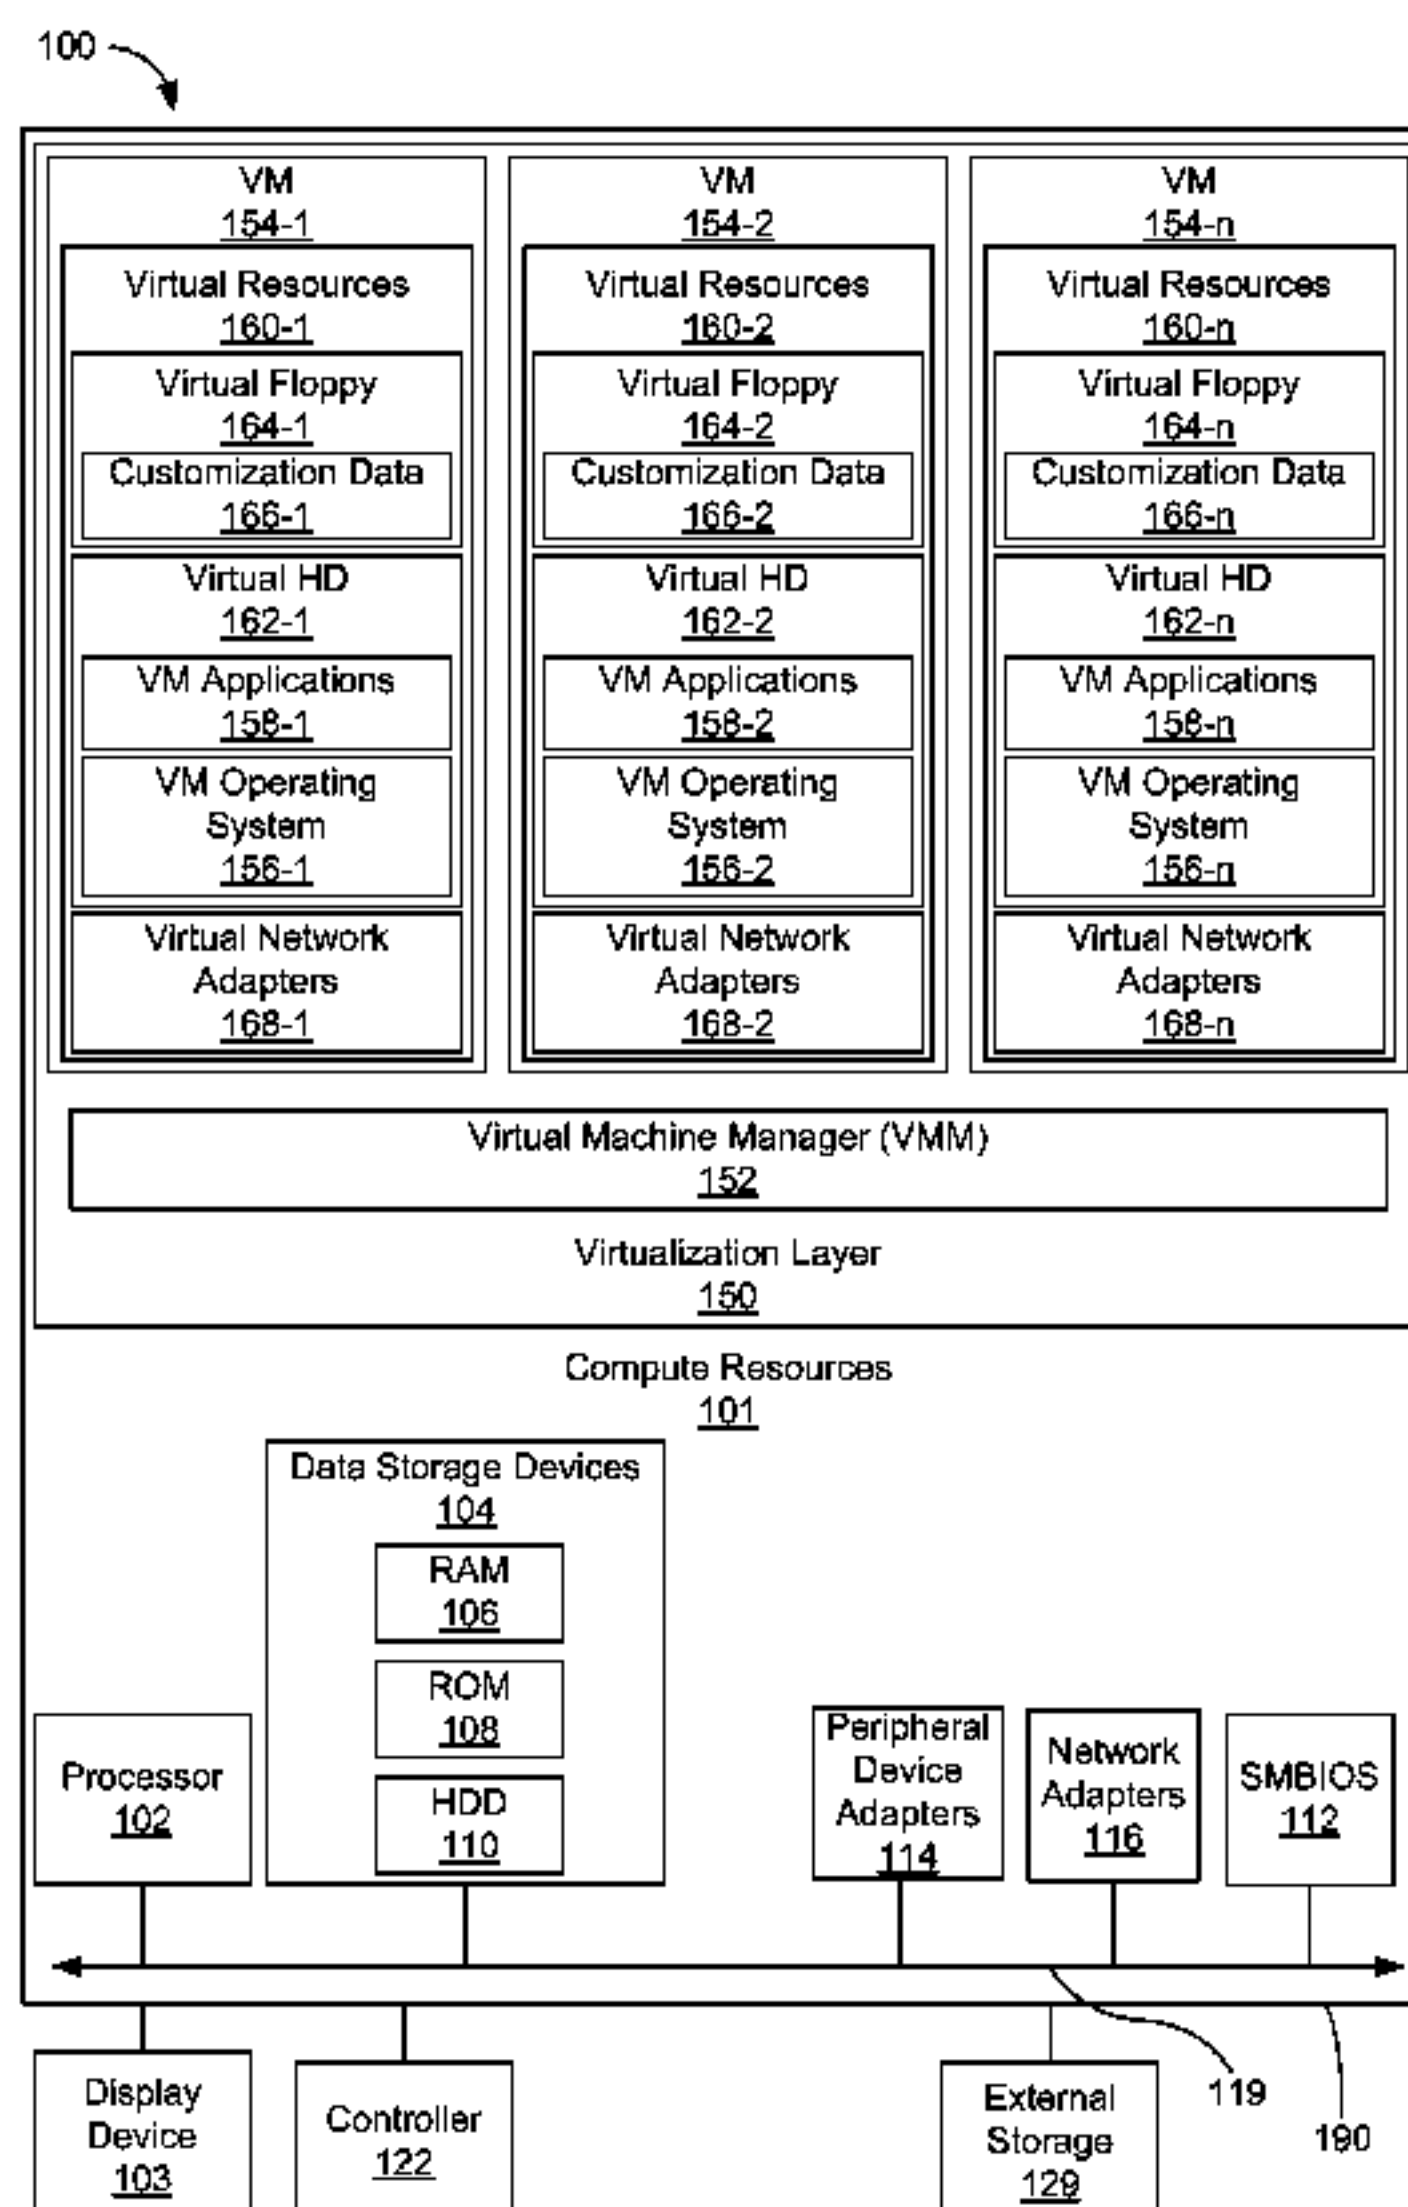 100
VM
154-1
Virtual Resources
160-1
Virtual Floppy
164-1
Customization Data
166-1
Virtual HD
162-1
VM Applications
158-1
VM Operating
System
156-1
Virtual Network
Adapters
168-1
VM
154-2
Virtual Resources
160-2
Virtual Floppy
164-2
Customization Data
166-2
Virtual HD
162-2
VM Applications
158-2
VM Operating
System
156-2
Virtual Network
Adapters
168-2
VM
154-n
Virtual Resources
160-n
Virtual Floppy
164-n
Customization Data
166-n
Virtual HD
162-n
VM Applications
158-n
VM Operating
System
156-n
Virtual Network
Adapters
168-n
Virtual Machine Manager (VMM)
152
Virtualization Layer
150
Compute Resources
101
Data Storage Devices
104
RAM
106
ROM
108
HDD
110
Processor
102
Peripheral
Device
Adapters
114
Network
Adapters
116
SMBIOS
112
Display
Device
103
Controller
122
External
Storage
129
119
190